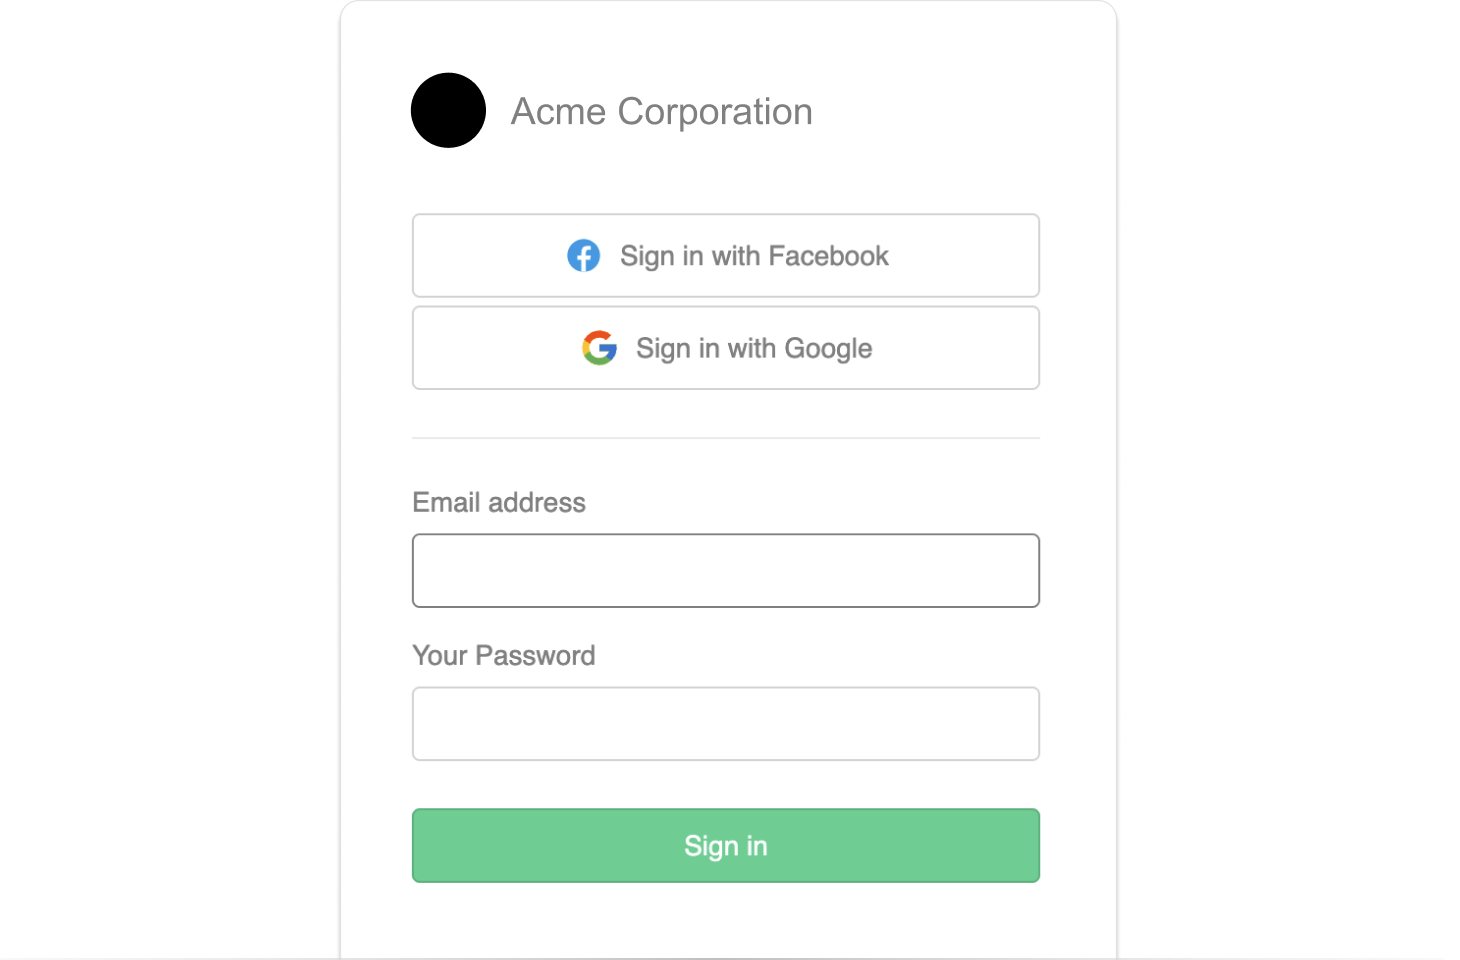 Acme Corporation
Sign in with Facebook
Sign in with Google
Email address
Your Password
Sign in